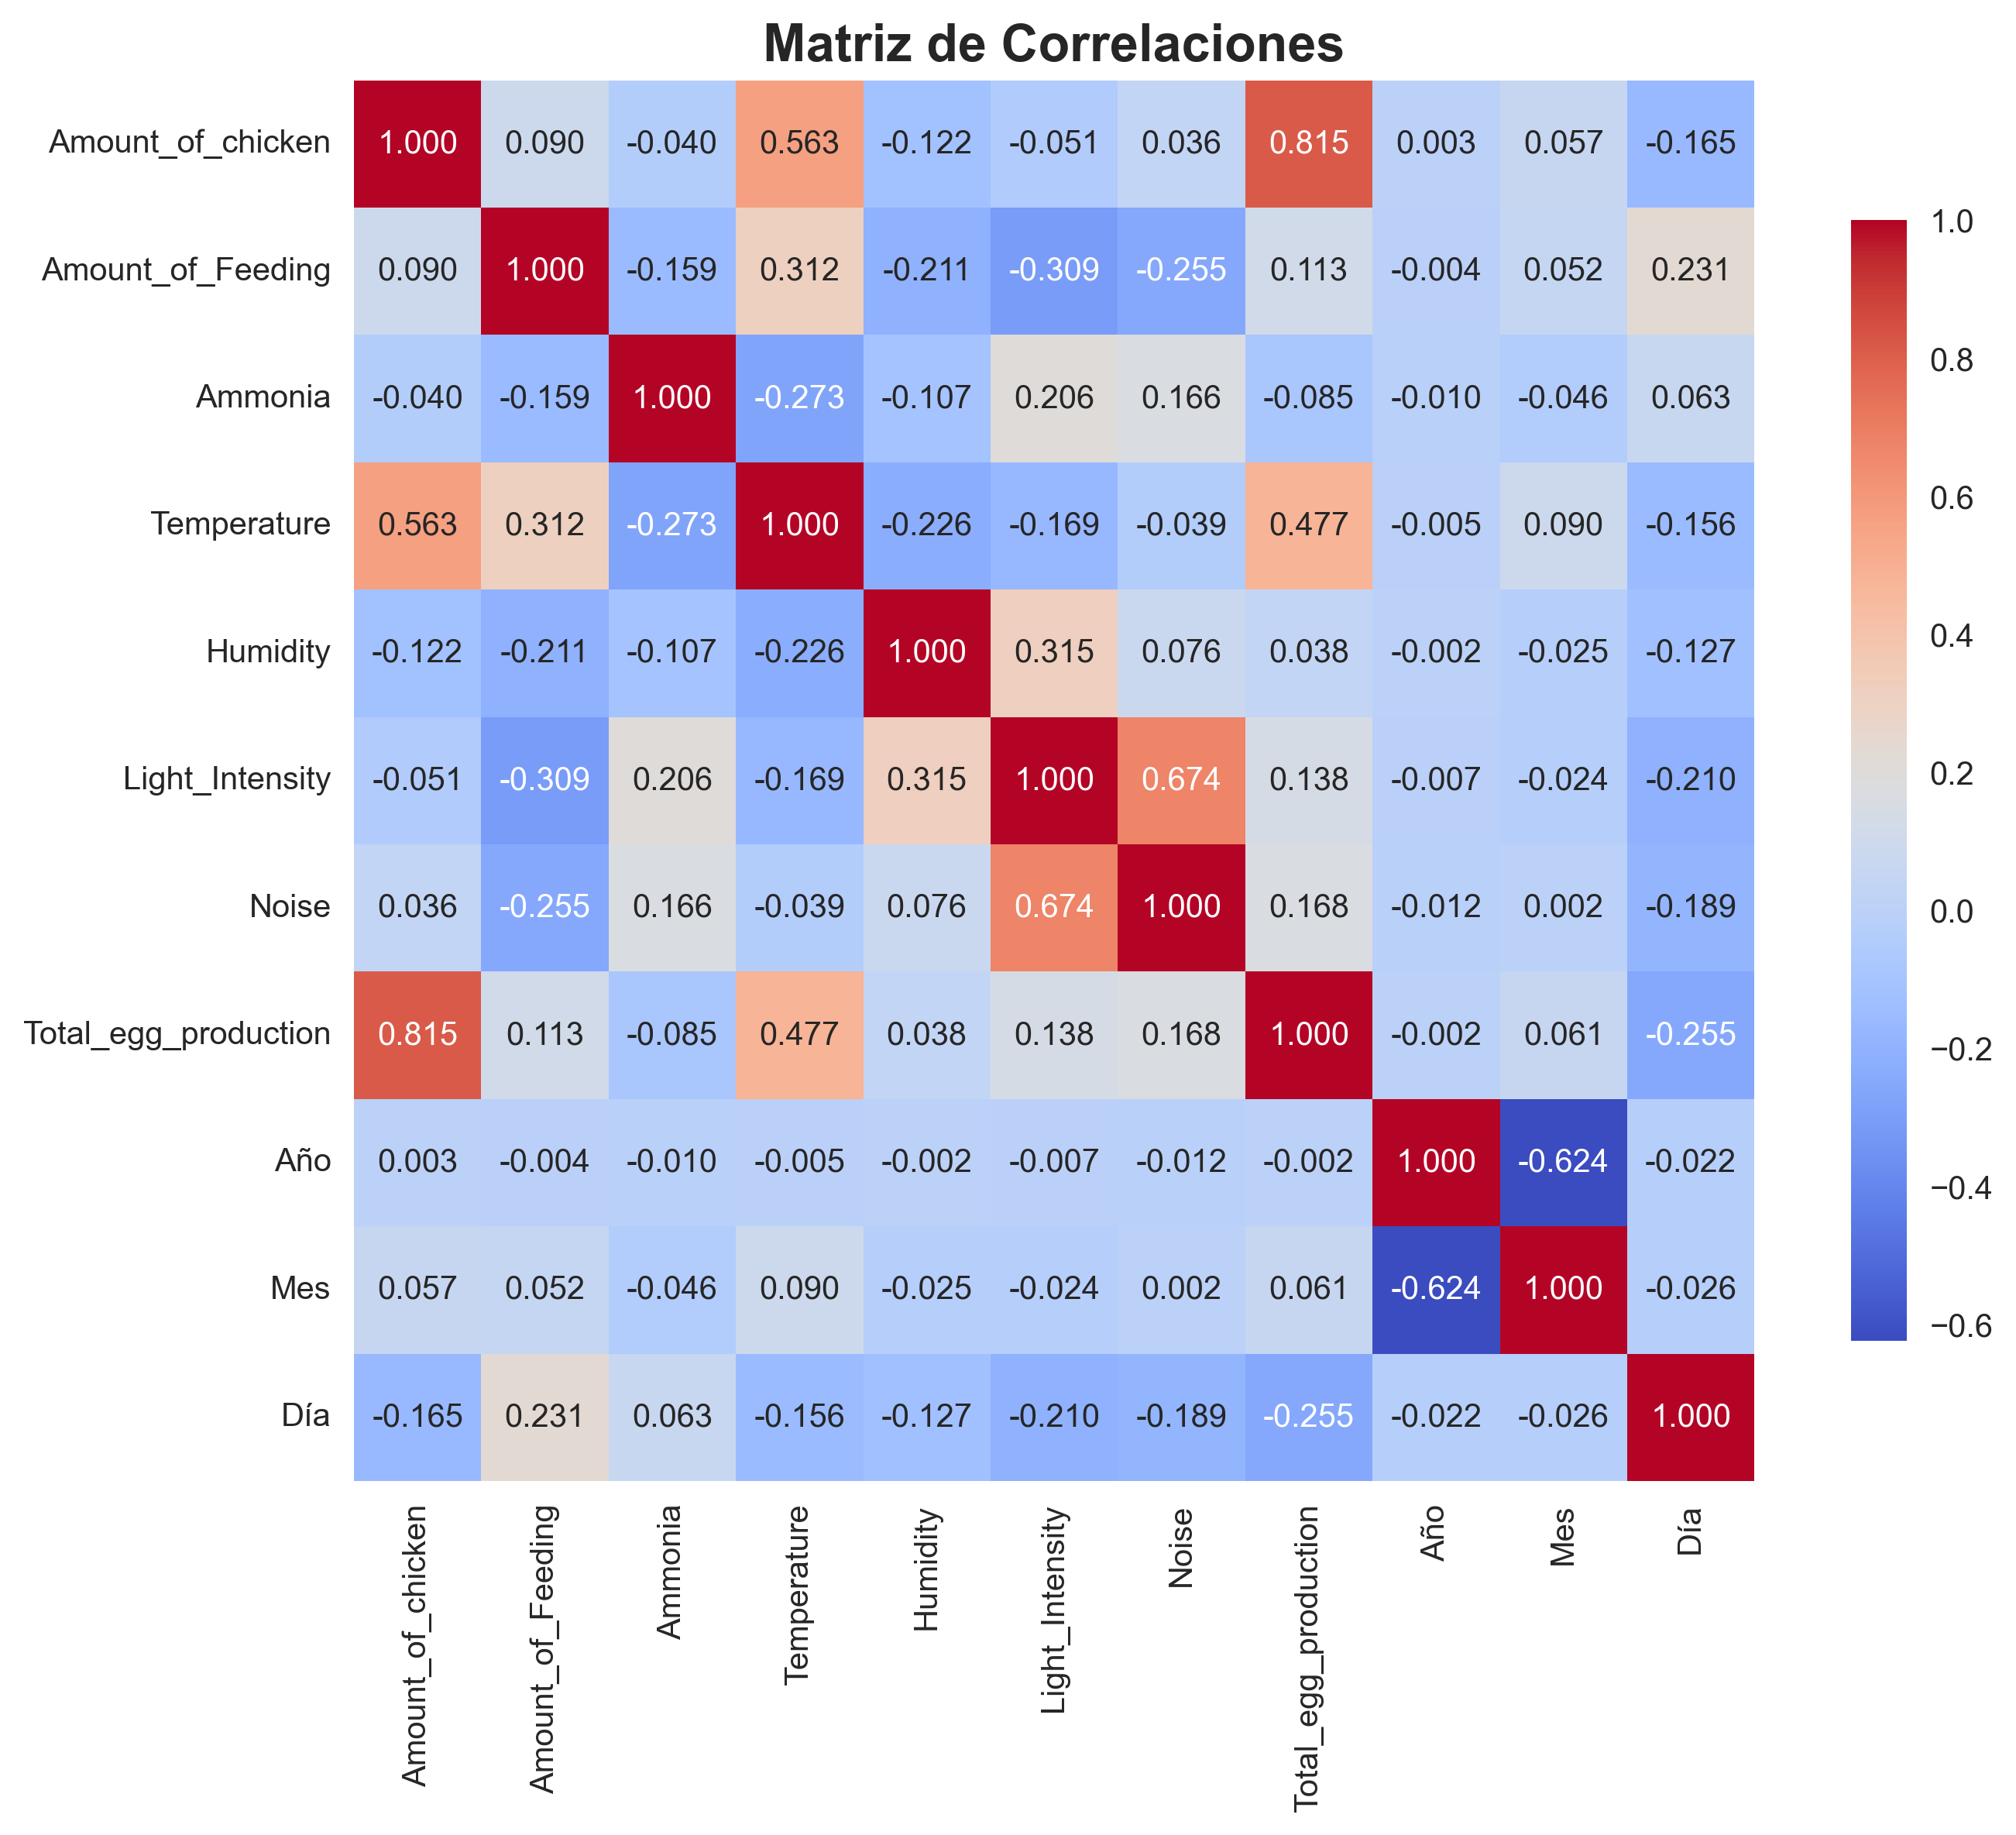 Matriz de Correlaciones
Amount_of_chicken 1.000 0.090 -0.040 0.563 -0.122 -0.051 0.036 0.815 0.003 0.057 -0.165
Amount_of_Feeding 0.090 1.000 -0.159 0.312 -0.211 -0.309 -0.255 0.113 -0.004 0.052 0.231
Ammonia -0.040 -0.159 1.000 -0.273 -0.107 0.206 0.166 -0.085 -0.010 -0.046 0.063
Temperature 0.563 0.312 -0.273 1.000 -0.226 -0.169 -0.039 0.477 -0.005 0.090 -0.156
Humidity -0.122 -0.211 -0.107 -0.226 1.000 0.315 0.076 0.038 -0.002 -0.025 -0.127
Light_Intensity -0.051 -0.309 0.206 -0.169 0.315 1.000 0.674 0.138 -0.007 -0.024 -0.210
Noise 0.036 -0.255 0.166 -0.039 0.076 0.674 1.000 0.168 -0.012 0.002 -0.189
Total_egg_production 0.815 0.113 -0.085 0.477 0.038 0.138 0.168 1.000 -0.002 0.061 -0.255
Año 0.003 -0.004 -0.010 -0.005 -0.002 -0.007 -0.012 -0.002 1.000 -0.624 -0.022
Mes 0.057 0.052 -0.046 0.090 -0.025 -0.024 0.002 0.061 -0.624 1.000 -0.026
Día -0.165 0.231 0.063 -0.156 -0.127 -0.210 -0.189 -0.255 -0.022 -0.026 1.000
Amount_of_chicken
Amount_of_Feeding
Ammonia
Temperature
Humidity
Light_Intensity
Noise
Total_egg_production
Año
Mes
Día
1.0
0.8
0.6
0.4
0.2
0.0
−0.2
−0.4
−0.6